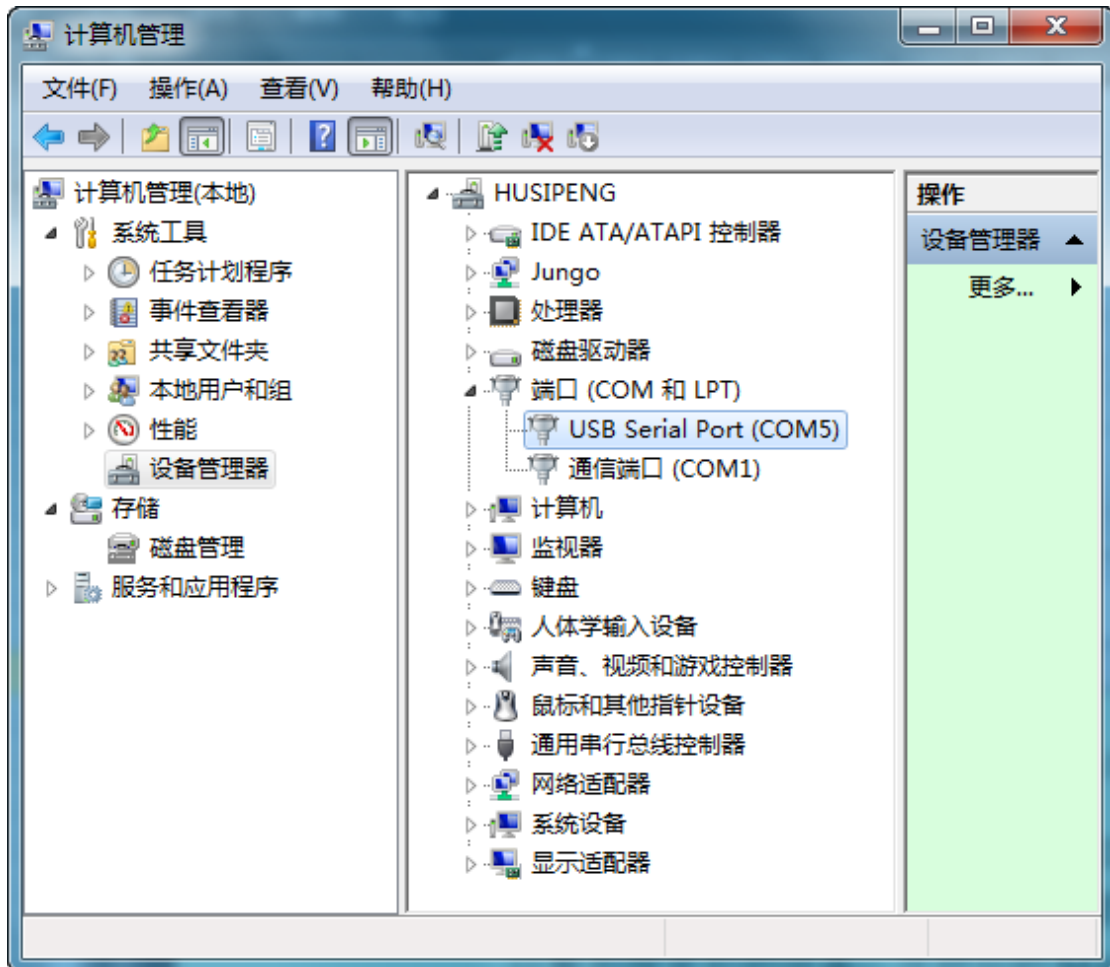 计算机管理
文件(F) 操作(A) 查看(V) 帮助(H)
计算机管理(本地)
系统工具
任务计划程序
事件查看器
共享文件夹
本地用户和组
性能
设备管理器
存储
磁盘管理
服务和应用程序
HUSIPENG
IDE ATA/ATAPI 控制器
Jungo
处理器
磁盘驱动器
端口 (COM 和 LPT)
USB Serial Port (COM5)
通信端口 (COM1)
计算机
监视器
键盘
人体学输入设备
声音、视频和游戏控制器
鼠标和其他指针设备
通用串行总线控制器
网络适配器
系统设备
显示适配器
操作
设备管理器
更多...